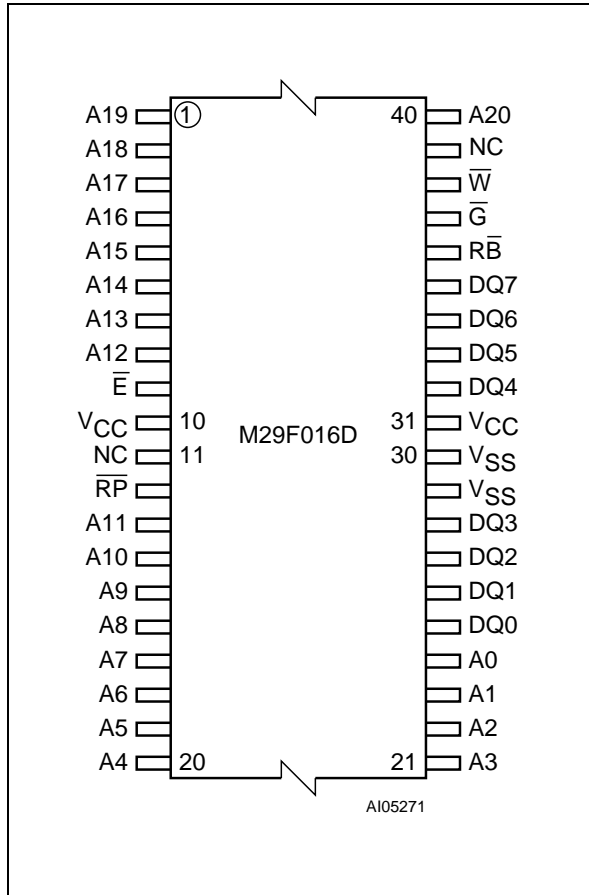 A19 ① 40 A20
A18 NC
A17 W̅
A16 G̅
A15 RB̅
A14 DQ7
A13 DQ6
A12 DQ5
E̅ DQ4
VCC 10 31 VCC
NC 11 M29F016D 30 VSS
R̅P̅ VSS
A11 DQ3
A10 DQ2
A9 DQ1
A8 DQ0
A7 A0
A6 A1
A5 A2
A4 20 21 A3
AI05271